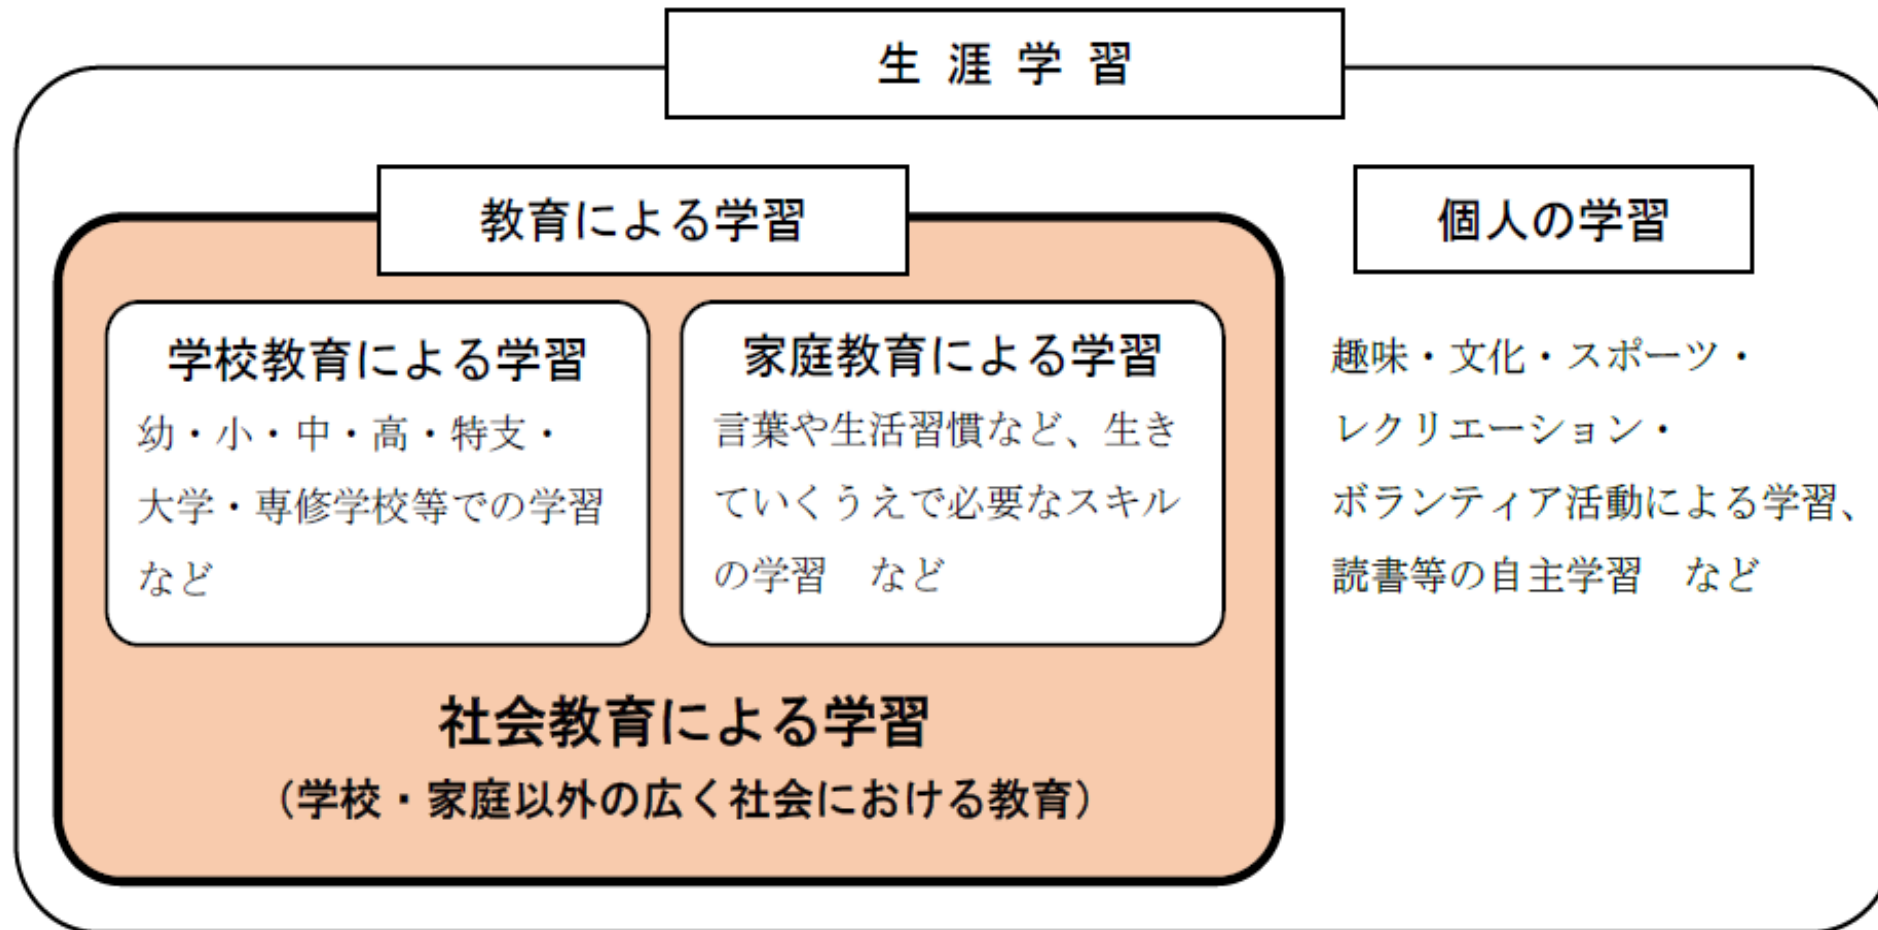 生涯学習
教育による学習
学校教育による学習
幼・小・中・高・特支・
大学・専修学校等での学習
など
家庭教育による学習
言葉や生活習慣など、生き
ていくうえで必要なスキル
の学習　など
社会教育による学習
（学校・家庭以外の広く社会における教育）
個人の学習
趣味・文化・スポーツ・
レクリエーション・
ボランティア活動による学習、
読書等の自主学習　など